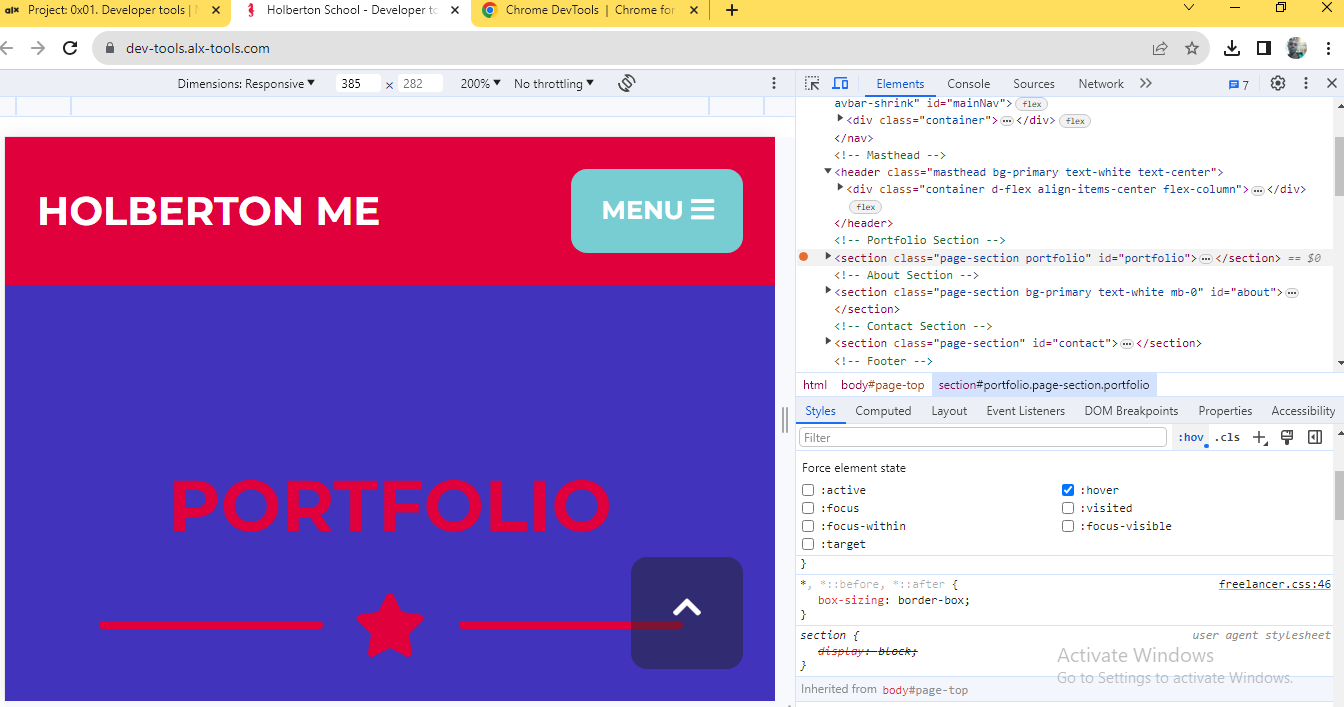 alx Project: 0x01. Developer tools |
Holberton School - Developer to
Chrome DevTools | Chrome for
dev-tools.alx-tools.com
Dimensions: Responsive 385 x 282 200% No throttling
Elements Console Sources Network 7
HOLBERTON ME
MENU
PORTFOLIO
avbar-shrink" id="mainNav"> flex
<div class="container"> ⋯ </div> flex
</nav>
<!-- Masthead -->
<header class="masthead bg-primary text-white text-center">
<div class="container d-flex align-items-center flex-column"> ⋯ </div>
flex
</header>
<!-- Portfolio Section -->
<section class="page-section portfolio" id="portfolio"> ⋯ </section> == $0
<!-- About Section -->
<section class="page-section bg-primary text-white mb-0" id="about"> ⋯
</section>
<!-- Contact Section -->
<section class="page-section" id="contact"> ⋯ </section>
<!-- Footer -->
html body#page-top section#portfolio.page-section.portfolio
Styles Computed Layout Event Listeners DOM Breakpoints Properties Accessibility
Filter :hov .cls
Force element state
:active :hover
:focus :visited
:focus-within :focus-visible
:target
}
*, *::before, *::after { freelancer.css:46
box-sizing: border-box;
}
section { user agent stylesheet
display: block;
}
Activate Windows
Go to Settings to activate Windows.
Inherited from body#page-top